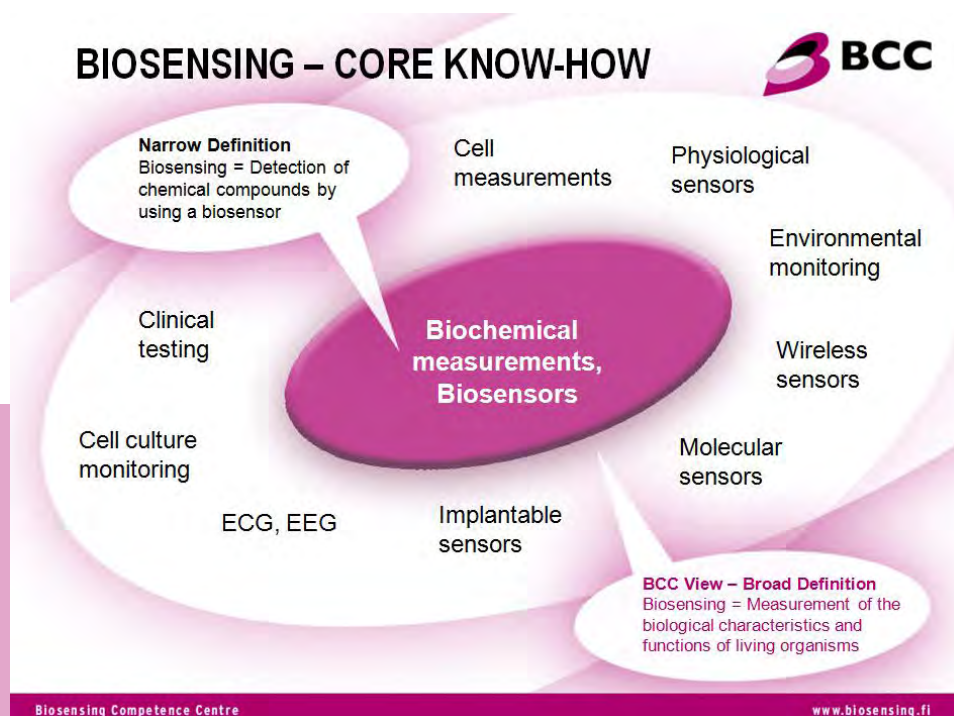 BIOSENSING – CORE KNOW-HOW
BCC
Narrow Definition
Biosensing = Detection of
chemical compounds by
using a biosensor
Cell
measurements
Physiological
sensors
Environmental
monitoring
Clinical
testing
Biochemical
measurements,
Biosensors
Wireless
sensors
Cell culture
monitoring
Molecular
sensors
ECG, EEG
Implantable
sensors
BCC View – Broad Definition
Biosensing = Measurement of the
biological characteristics and
functions of living organisms
Biosensing Competence Centre
www.biosensing.fi